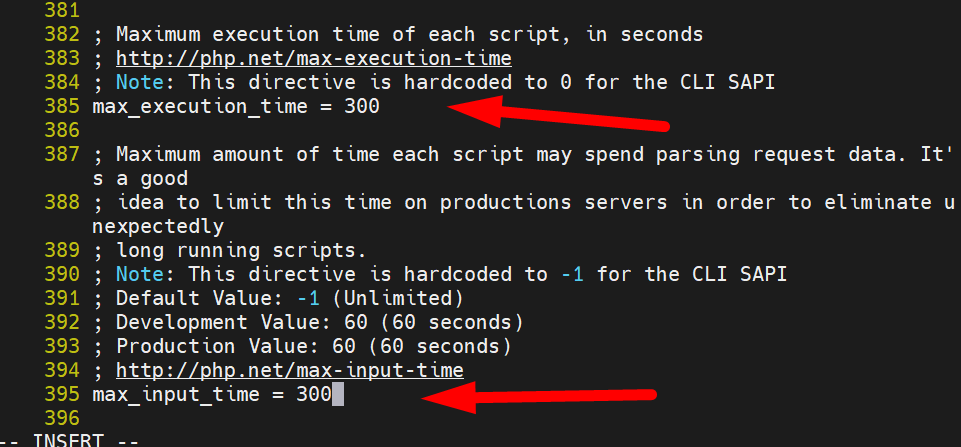 381
382 ; Maximum execution time of each script, in seconds
383 ; http://php.net/max-execution-time
384 ; Note: This directive is hardcoded to 0 for the CLI SAPI
385 max_execution_time = 300
386
387 ; Maximum amount of time each script may spend parsing request data. It'
s a good
388 ; idea to limit this time on productions servers in order to eliminate u
nexpectedly
389 ; long running scripts.
390 ; Note: This directive is hardcoded to -1 for the CLI SAPI
391 ; Default Value: -1 (Unlimited)
392 ; Development Value: 60 (60 seconds)
393 ; Production Value: 60 (60 seconds)
394 ; http://php.net/max-input-time
395 max_input_time = 300
396
-- INSERT --